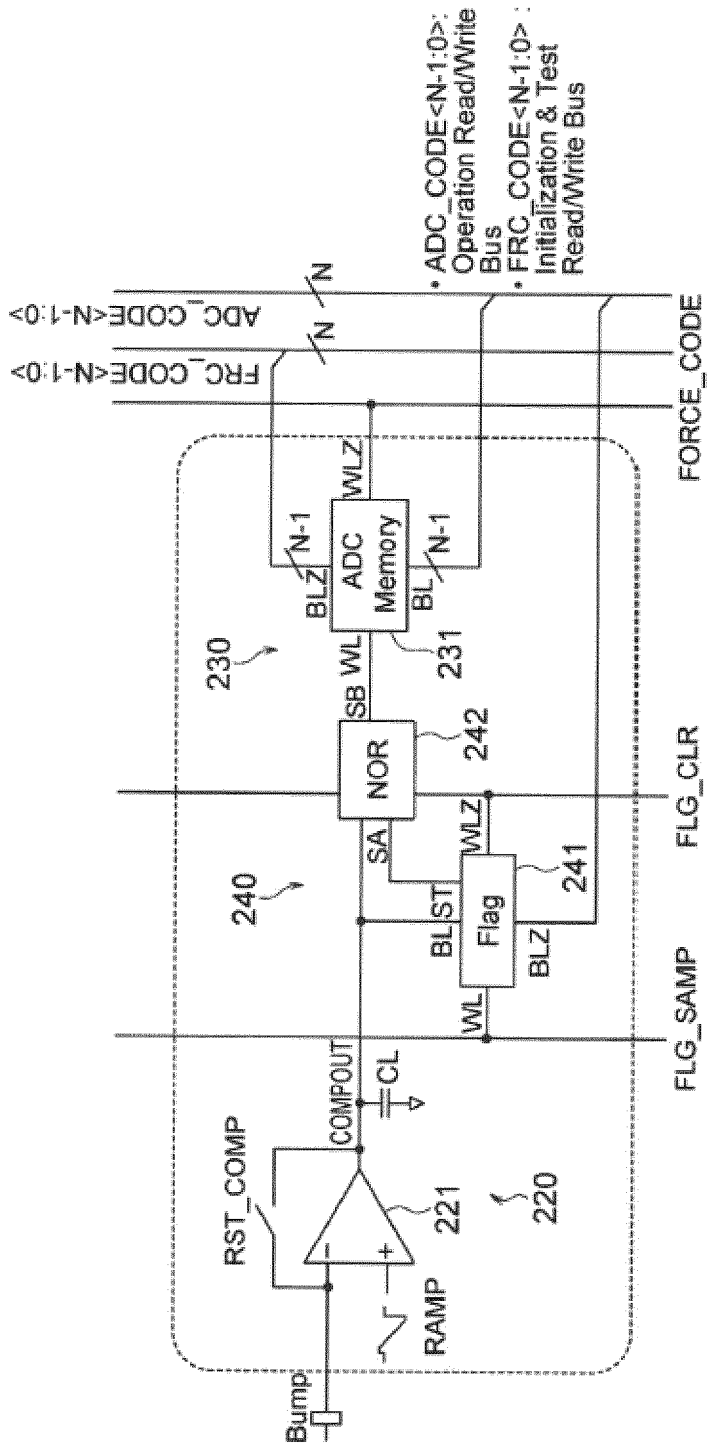 ADC_CODE<N-1:0>
FRC_CODE<N-1:0>
N
N
• ADC_CODE<N-1:0>:
Operation Read/Write
Bus
• FRC_CODE<N-1:0> :
Initialization & Test
Read/Write Bus
FORCE_CODE
N-1
BLZ
WLZ
ADC
Memory
BL
N-1
WL
231
230
SB
NOR
242
SA
240
FLG_CLR
WLZ
241
ST
BL
Flag
BLZ
WL
FLG_SAMP
COMPOUT
CL
RST_COMP
221
220
−
+
RAMP
Bump